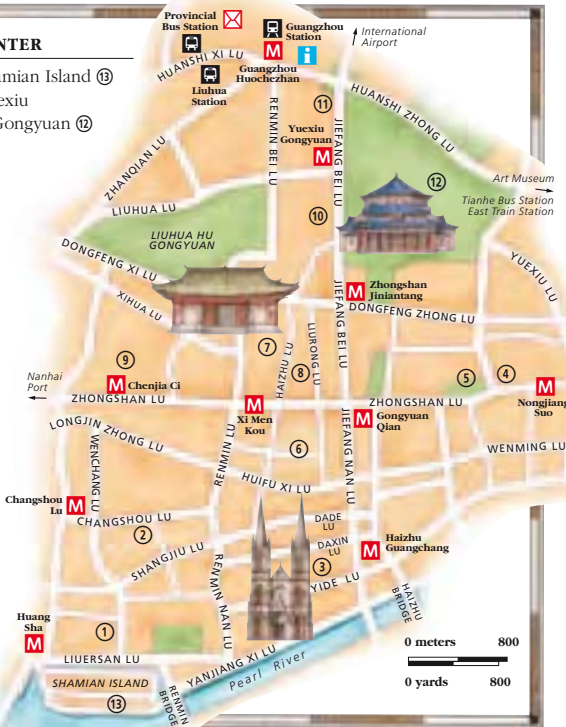 NTER
amian Island ⑬
exiu
Gongyuan ⑫
Provincial
Bus Station
Guangzhou
Station
i
International
Airport
HUANSHI XI LU
Liuhua
Station
M
Guangzhou
Huochezhan
⑪
HUANSHI ZHONG LU
RENMIN BEI LU
JIEFANG BEI LU
Yuexiu
Gongyuan
M
ZHANQIAN LU
⑫
Art Museum
Tianhe Bus Station
East Train Station
LIUHUA LU
⑩
LIUHUA HU
GONGYUAN
DONGFENG XI LU
YUEXIU LU
XIHUA LU
M
Zhongshan
Jiniantang
JIEFANG BEI LU
DONGFENG ZHONG LU
⑦
HAIZHU LU
LIURONG LU
⑧
⑨
M
Chenjia Ci
Nanhai
Port
⑤
④
M
Nongjiang
Suo
ZHONGSHAN LU
ZHONGSHAN LU
M
Xi Men
Kou
M
Gongyuan
Qian
LONGJIN ZHONG LU
WENCHANG LU
RENMIN LU
JIEFANG NAN LU
⑥
WENMING LU
HUIFU XI LU
Changshou
Lu
M
CHANGSHOU LU
②
DADE
LU
DAXIN
LU
M
Haizhu
Guangchang
SHANGJIU LU
③
YIDE LU
RENMIN NAN LU
HAIZHU
BRIDGE
Huang
Sha
M
①
LIUERSAN LU
YANJIANG XI LU
Pearl River
SHAMIAN ISLAND
⑬
RENMIN
BRIDGE
0 meters 800
0 yards 800